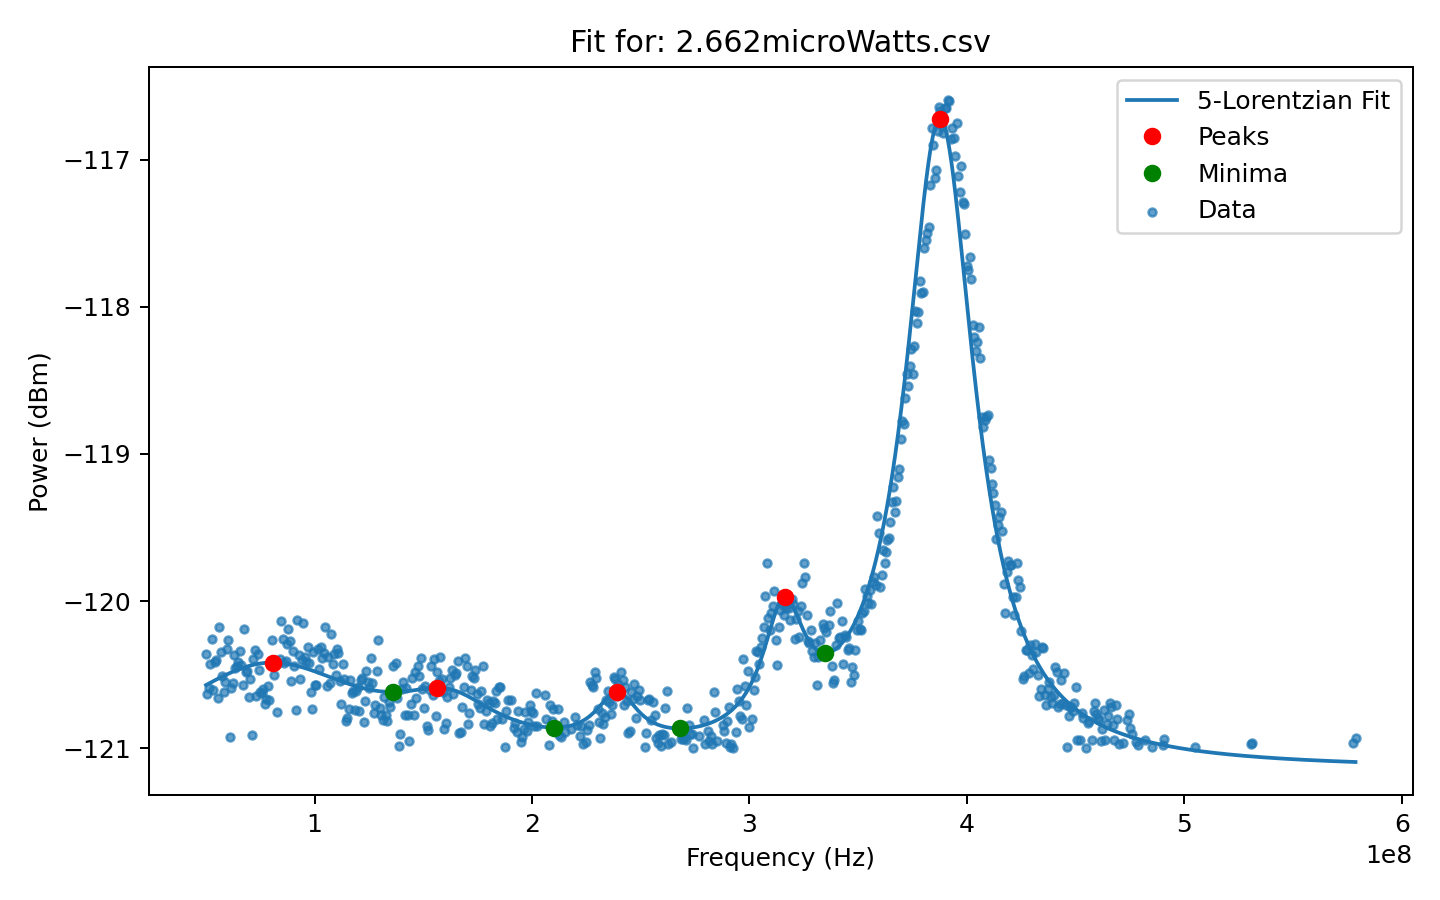 Fit for: 2.662microWatts.csv
5-Lorentzian Fit
Peaks
Minima
Data
Power (dBm)
−117
−118
−119
−120
−121
1 2 3 4 5 6
1e8
Frequency (Hz)